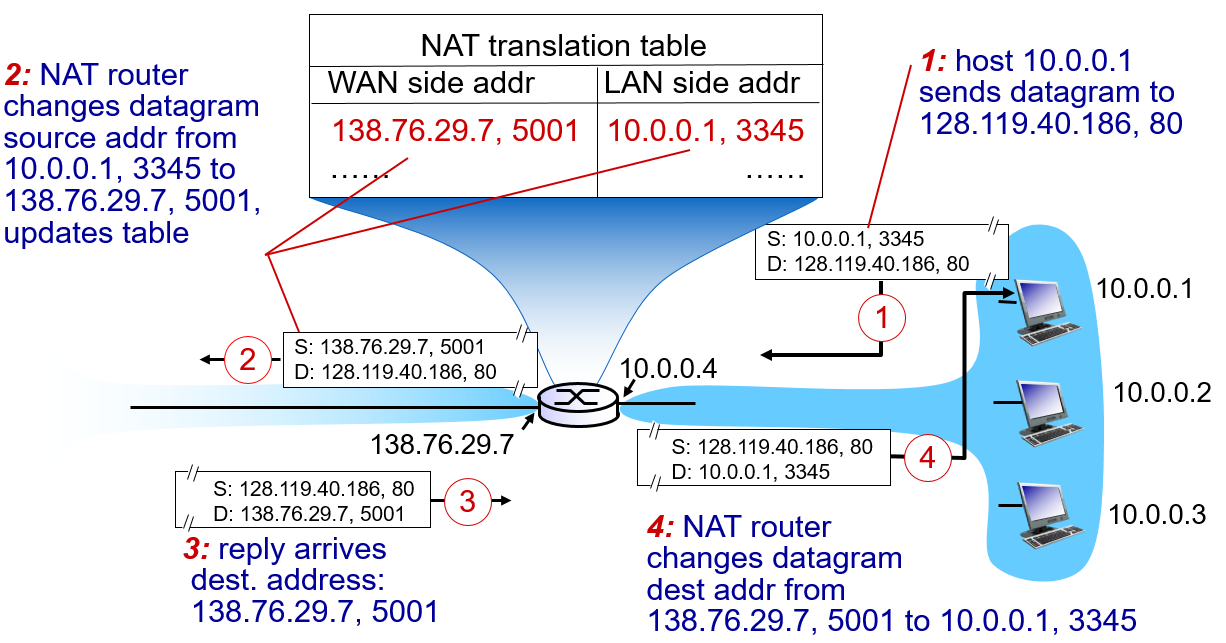 NAT translation table
WAN side addr LAN side addr
138.76.29.7, 5001 10.0.0.1, 3345
...... ......
2: NAT router
changes datagram
source addr from
10.0.0.1, 3345 to
138.76.29.7, 5001,
updates table
1: host 10.0.0.1
sends datagram to
128.119.40.186, 80
S: 10.0.0.1, 3345
D: 128.119.40.186, 80
1
10.0.0.1
S: 138.76.29.7, 5001
D: 128.119.40.186, 80
2
10.0.0.4
10.0.0.2
138.76.29.7
S: 128.119.40.186, 80
D: 10.0.0.1, 3345
4
S: 128.119.40.186, 80
D: 138.76.29.7, 5001
3
10.0.0.3
3: reply arrives
dest. address:
138.76.29.7, 5001
4: NAT router
changes datagram
dest addr from
138.76.29.7, 5001 to 10.0.0.1, 3345